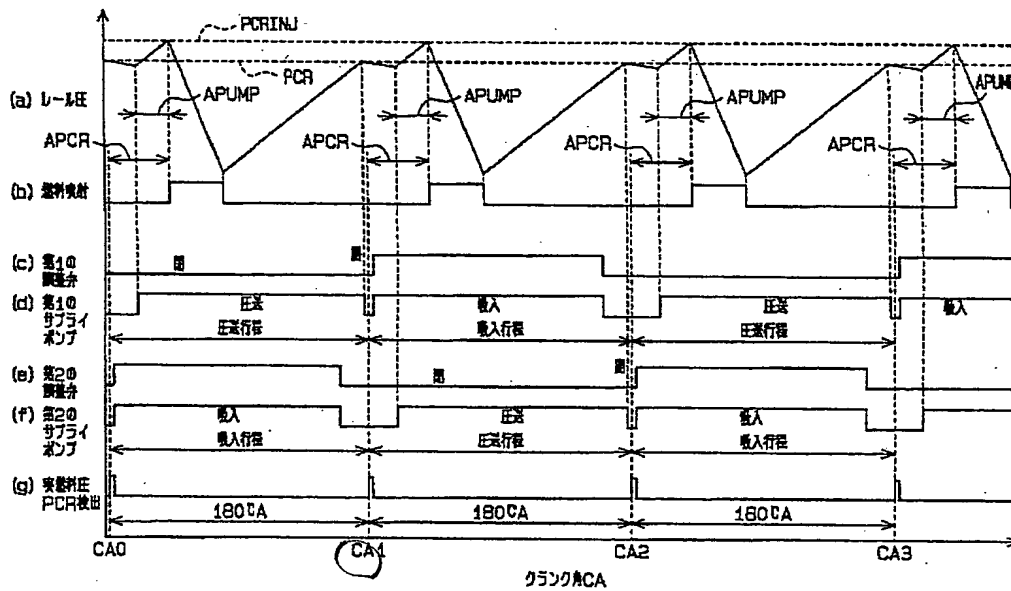 PCRINJ
PCR
(a) レール圧
APUMP
APUMP
APUMP
APUM
APCR
APCR
APCR
APCR
(b) 燃料噴射
(c) 第1の
調整弁
閉
開
(d) 第1の
サプライ
ポンプ
圧送
吸入
圧送
吸入
圧送行程
吸入行程
圧送行程
(e) 第2の
調整弁
閉
開
(f) 第2の
サプライ
ポンプ
吸入
圧送
吸入
吸入行程
圧送行程
吸入行程
(g) 実燃料圧
PCR検出
180℃A
180℃A
180℃A
CA0
CA1
CA2
CA3
クランク角CA